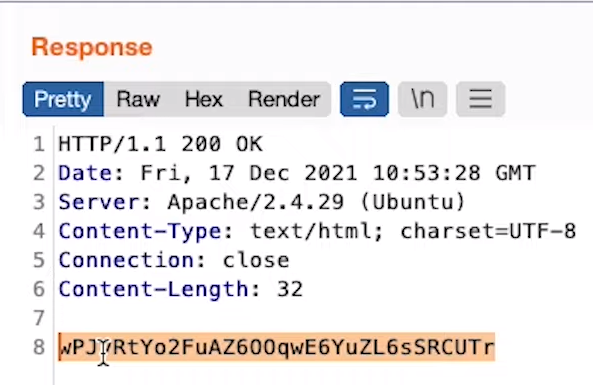 Response
Pretty Raw Hex Render \n
1 HTTP/1.1 200 OK
2 Date: Fri, 17 Dec 2021 10:53:28 GMT
3 Server: Apache/2.4.29 (Ubuntu)
4 Content-Type: text/html; charset=UTF-8
5 Connection: close
6 Content-Length: 32
7
8